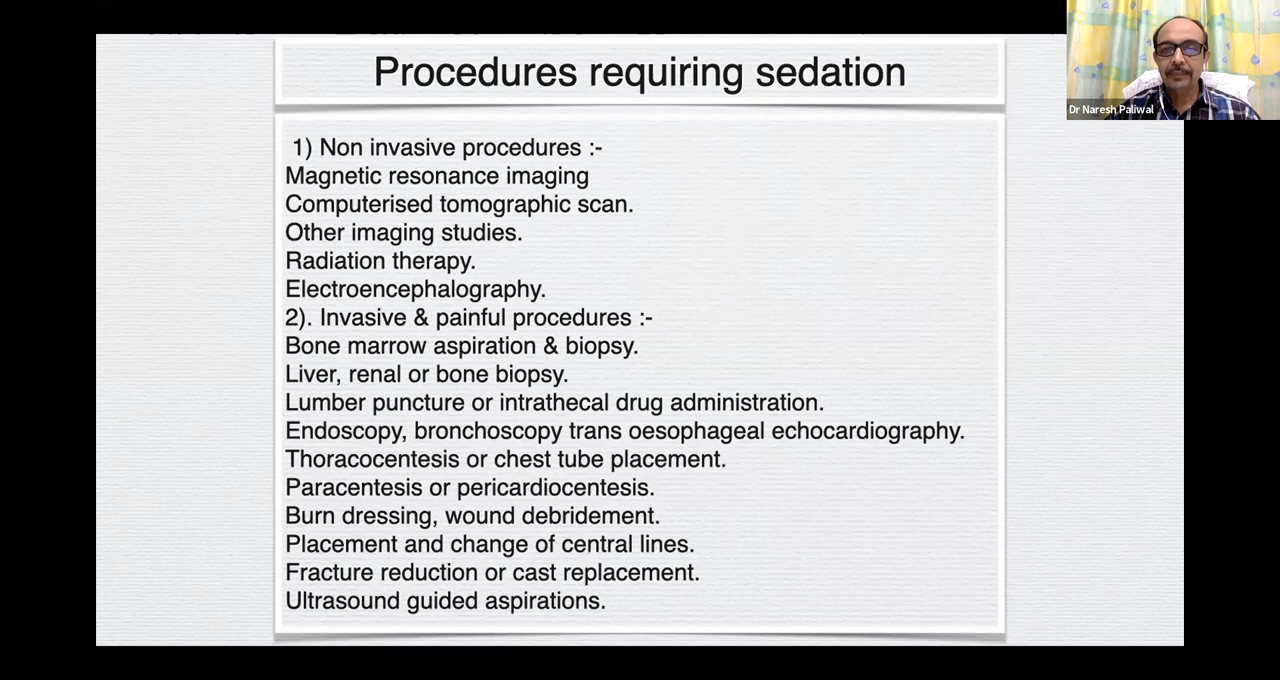 Procedures requiring sedation
1) Non invasive procedures :-
Magnetic resonance imaging
Computerised tomographic scan.
Other imaging studies.
Radiation therapy.
Electroencephalography.
2). Invasive & painful procedures :-
Bone marrow aspiration & biopsy.
Liver, renal or bone biopsy.
Lumber puncture or intrathecal drug administration.
Endoscopy, bronchoscopy trans oesophageal echocardiography.
Thoracocentesis or chest tube placement.
Paracentesis or pericardiocentesis.
Burn dressing, wound debridement.
Placement and change of central lines.
Fracture reduction or cast replacement.
Ultrasound guided aspirations.
Dr Naresh Paliwal